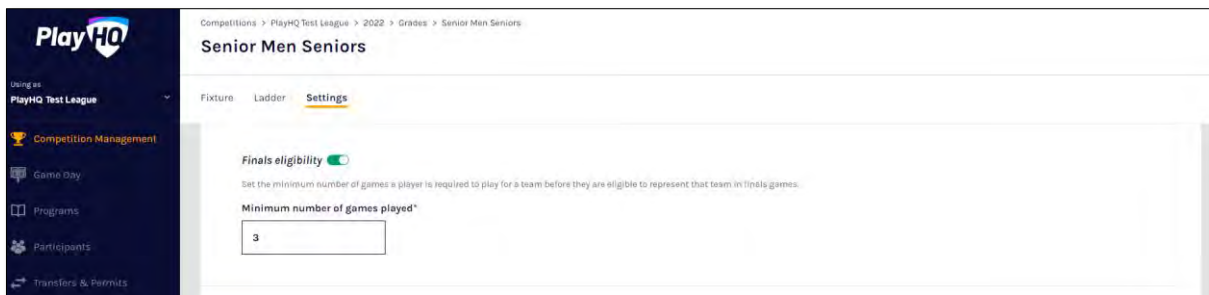 PlayHQ
Using as
PlayHQ Test League
Competition Management
Game Day
Programs
Participants
Transfers & Permits
Competitions > PlayHQ Test League > 2022 > Grades > Senior Men Seniors
Senior Men Seniors
Fixture Ladder Settings
Finals eligibility
Set the minimum number of games a player is required to play for a team before they are eligible to represent that team in finals games.
Minimum number of games played*
3